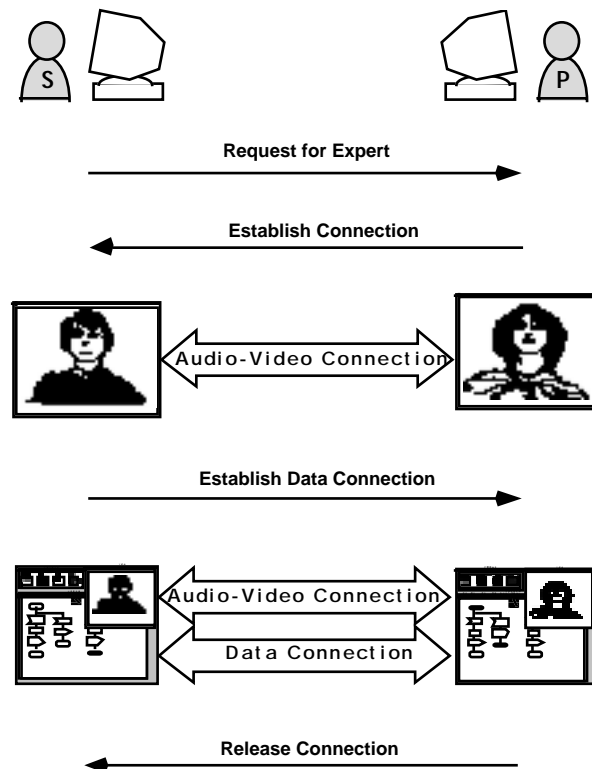 S
P
Request for Expert
Establish Connection
Audio-Video Connection
Establish Data Connection
Audio-Video Connection
Data Connection
Release Connection